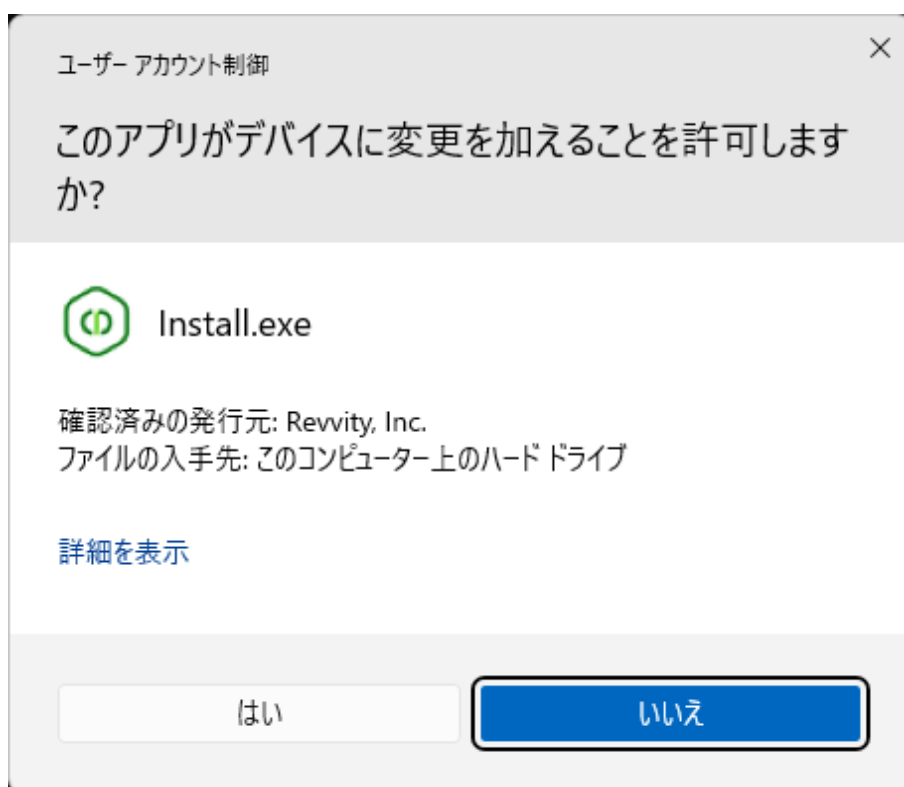 ユーザー アカウント制御
このアプリがデバイスに変更を加えることを許可します
か?
Install.exe
確認済みの発行元: Revvity, Inc.
ファイルの入手先: このコンピューター上のハード ドライブ
詳細を表示
はい
いいえ